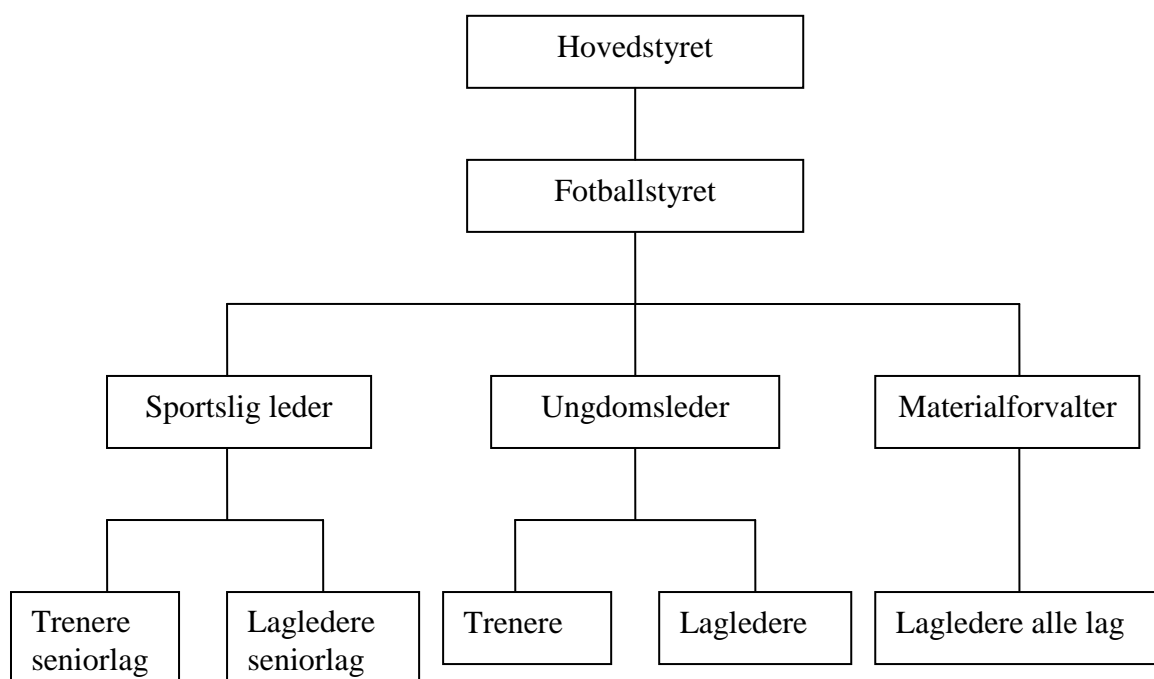 Hovedstyret
Fotballstyret
Sportslig leder
Ungdomsleder
Materialforvalter
Trenere
seniorlag
Lagledere
seniorlag
Trenere
Lagledere
Lagledere alle lag